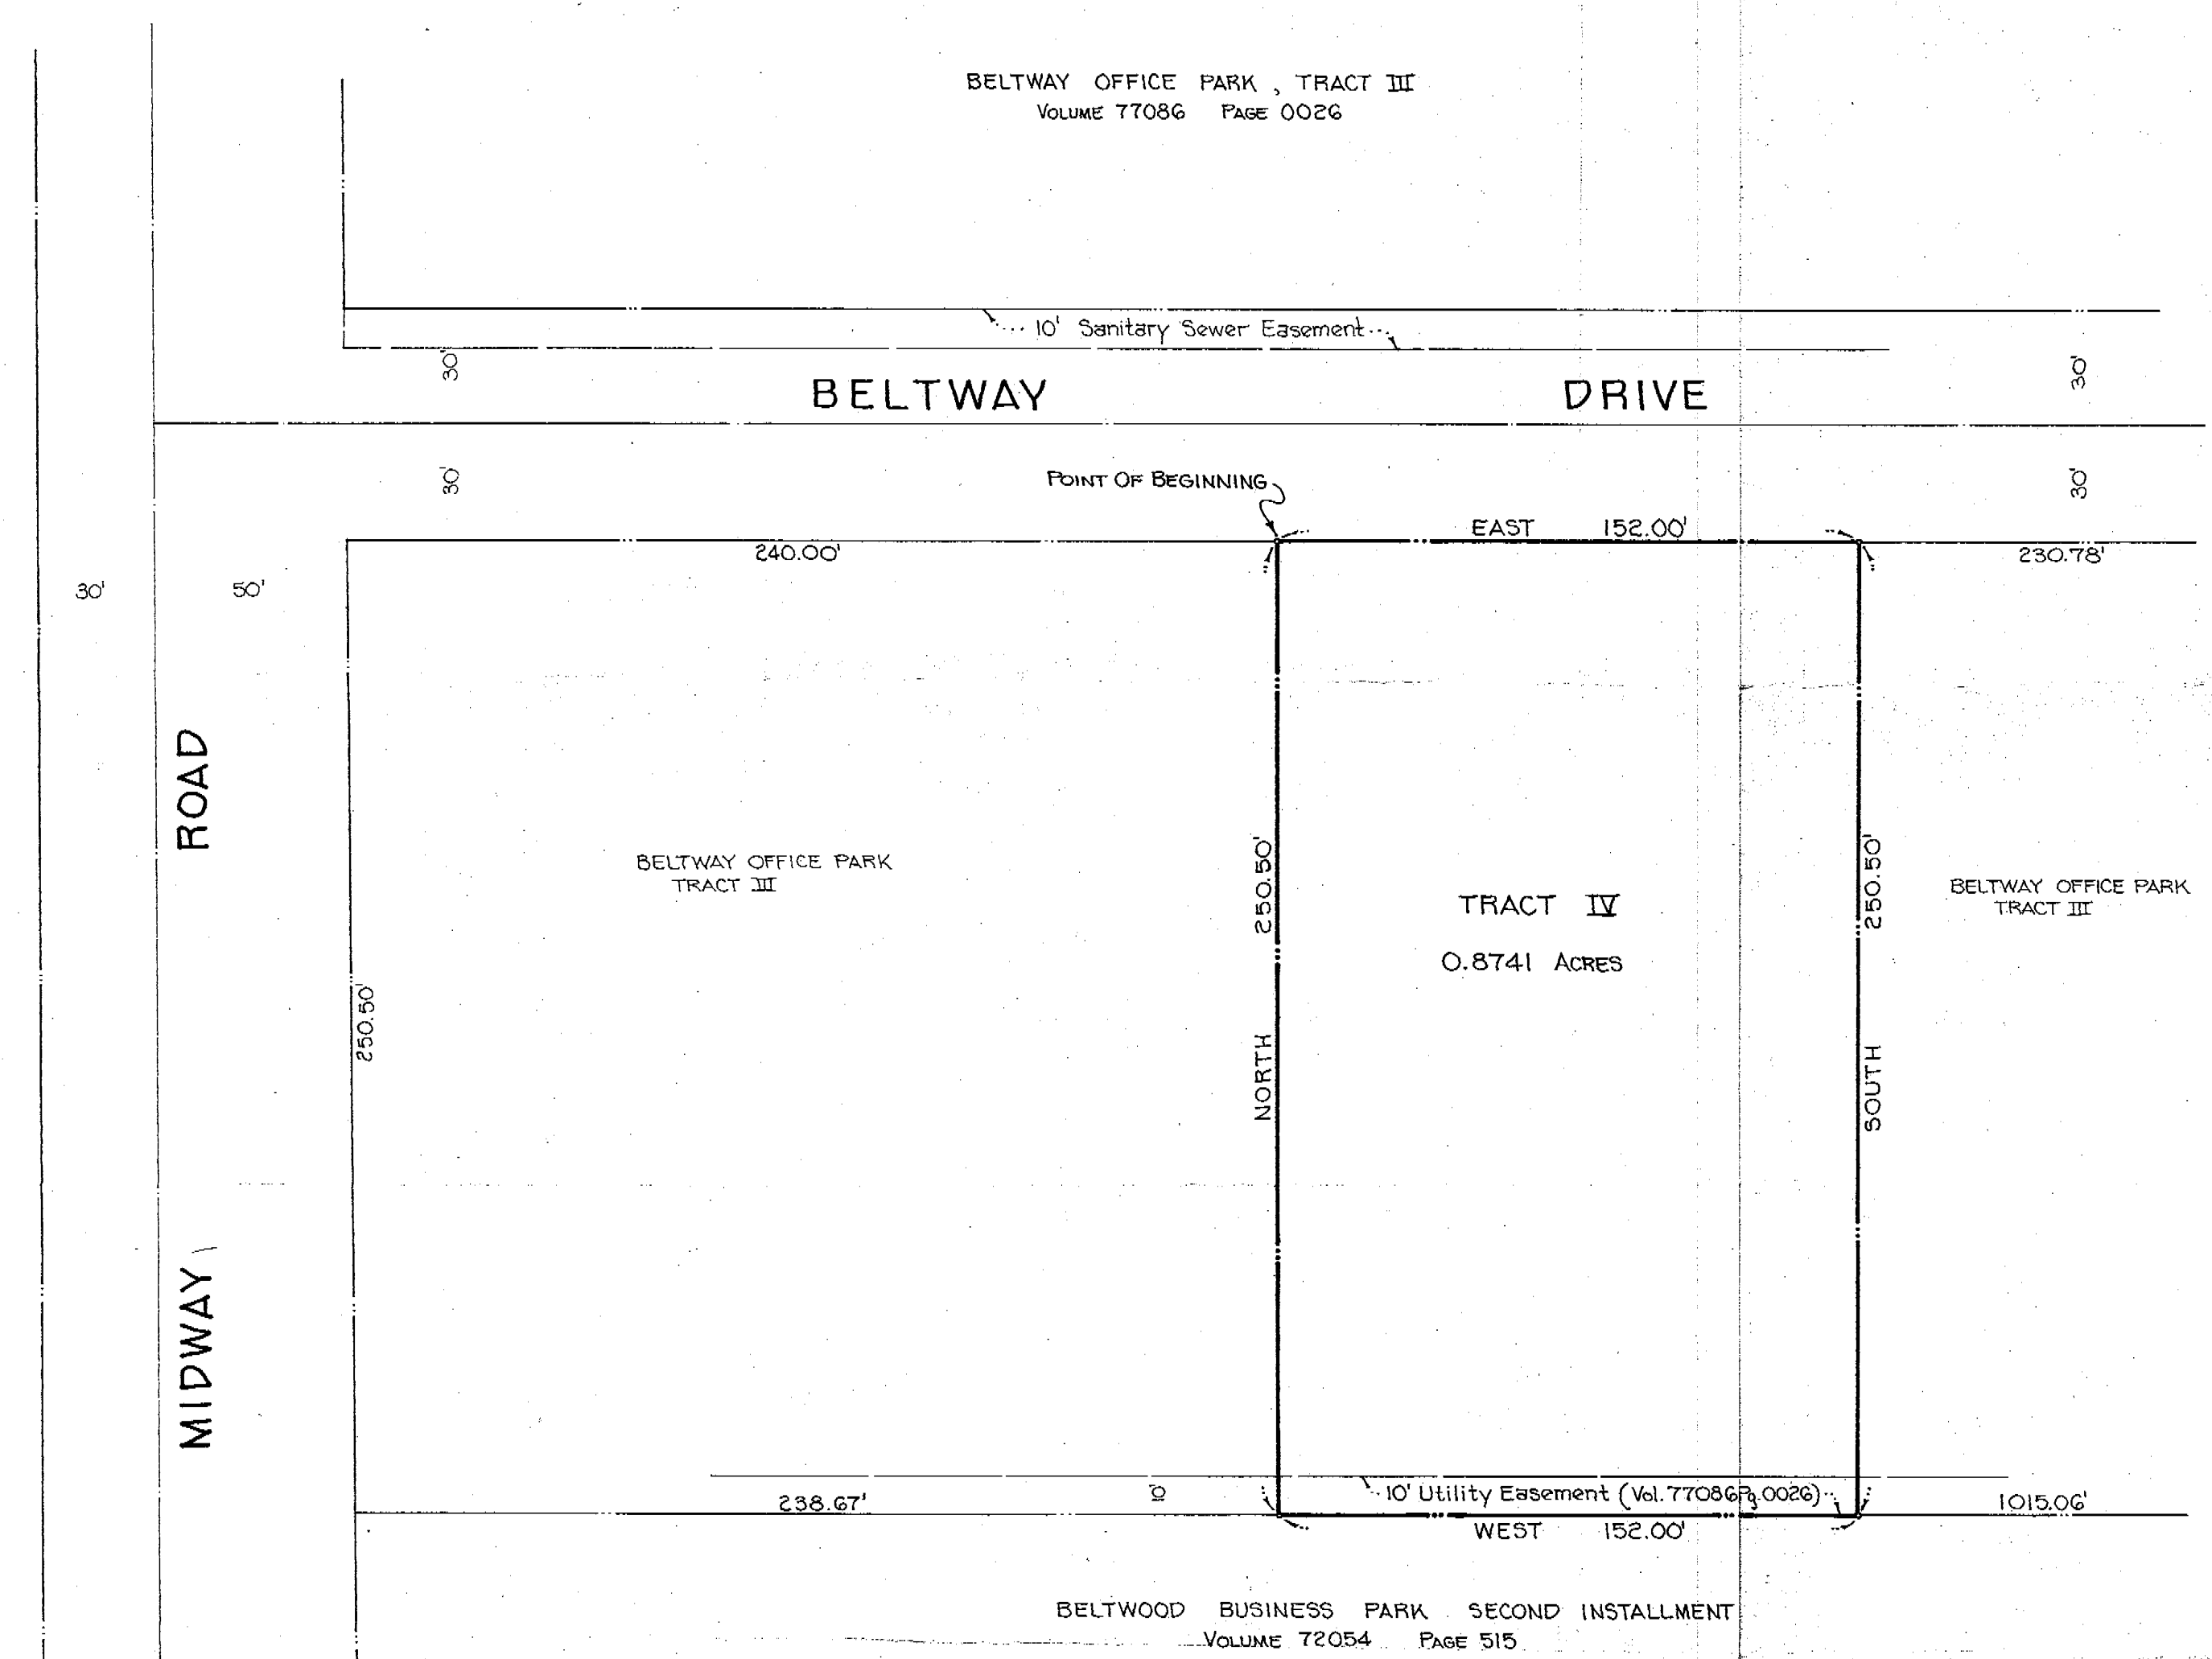 BELTWAY OFFICE PARK , TRACT III
VOLUME 77086 PAGE 0026
10' Sanitary Sewer Easement
30'
30'
BELTWAY DRIVE
30'
POINT OF BEGINNING
30'
EAST 152.00'
240.00'
230.78'
30'
50'
ROAD
BELTWAY OFFICE PARK
TRACT III
250.50'
TRACT IV
0.8741 ACRES
250.50'
BELTWAY OFFICE PARK
TRACT III
250.50'
NORTH
SOUTH
MIDWAY
238.67'
10'
10' Utility Easement (Vol.77086 Pg.0026)
1015.06'
WEST 152.00'
BELTWOOD BUSINESS PARK SECOND INSTALLMENT
VOLUME 72054 PAGE 515